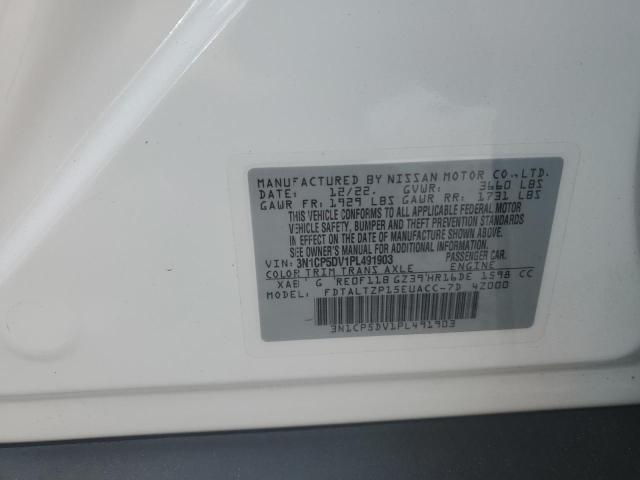 MANUFACTURED BY NISSAN MOTOR CO.,LTD.
DATE: 12/22. GVWR: 3660 LBS
GAWR FR: 1929 LBS GAWR RR: 1731 LBS
THIS VEHICLE CONFORMS TO ALL APPLICABLE FEDERAL MOTOR
VEHICLE SAFETY, BUMPER AND THEFT PREVENTION STANDARDS
IN EFFECT ON THE DATE OF MANUFACTURE SHOWN ABOVE.
SEE OWNER'S MANUAL FOR ADDITIONAL INFORMATION.
VIN: 3N1CP5DV1PL491903 PASSENGER CAR.
COLOR TRIM TRANS AXLE ENGINE
XAB G RE0F11B GZ39 HR16DE 1598 CC
FDTALTZP15EUACC-7D 4Z000
3N1CP5DV1PL491903